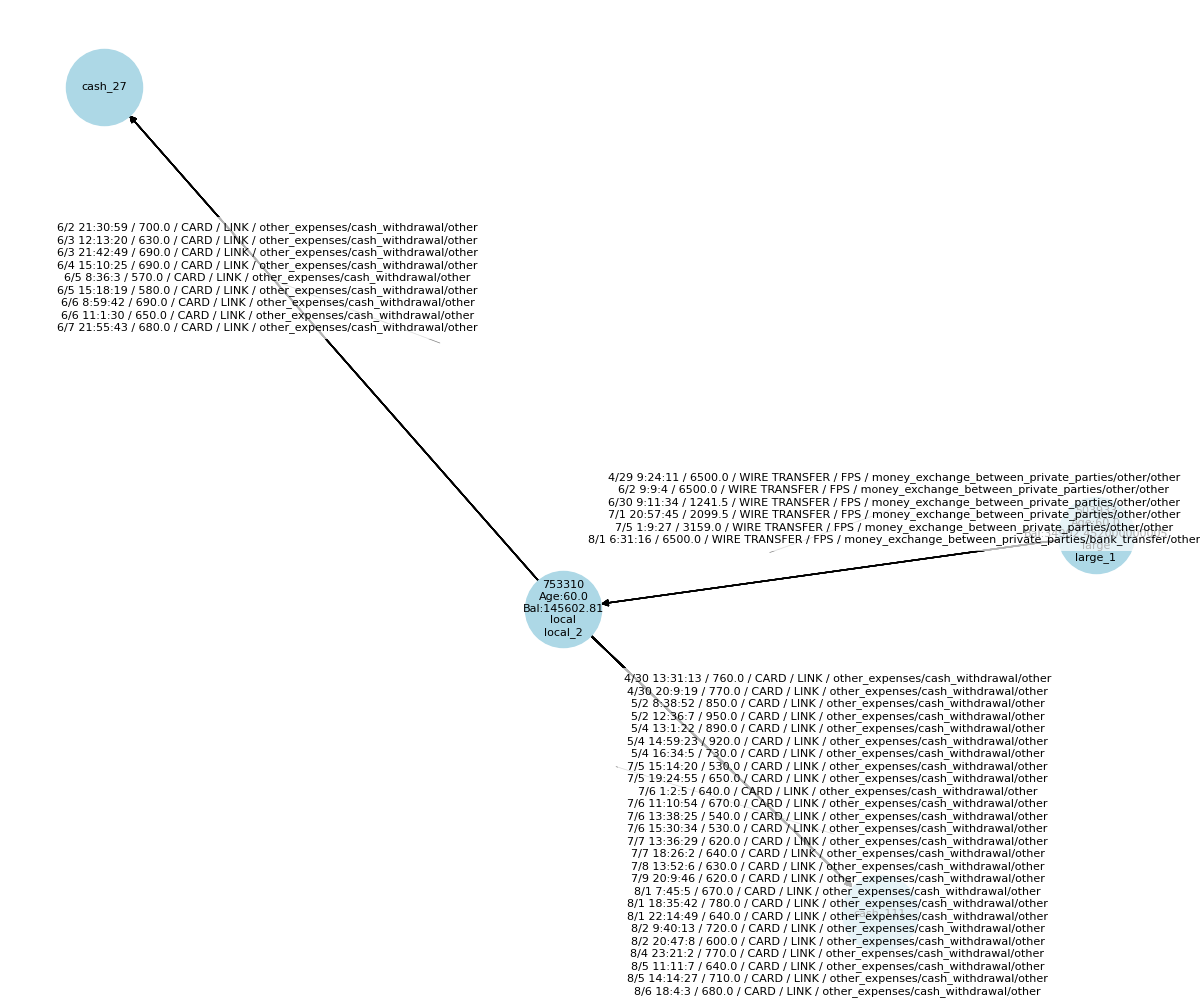 cash_27
6/2 21:30:59 / 700.0 / CARD / LINK / other_expenses/cash_withdrawal/other
6/3 12:13:20 / 630.0 / CARD / LINK / other_expenses/cash_withdrawal/other
6/3 21:42:49 / 690.0 / CARD / LINK / other_expenses/cash_withdrawal/other
6/4 15:10:25 / 690.0 / CARD / LINK / other_expenses/cash_withdrawal/other
6/5 8:36:3 / 570.0 / CARD / LINK / other_expenses/cash_withdrawal/other
6/5 15:18:19 / 580.0 / CARD / LINK / other_expenses/cash_withdrawal/other
6/6 8:59:42 / 690.0 / CARD / LINK / other_expenses/cash_withdrawal/other
6/6 11:1:30 / 650.0 / CARD / LINK / other_expenses/cash_withdrawal/other
6/7 21:55:43 / 680.0 / CARD / LINK / other_expenses/cash_withdrawal/other
4/29 9:24:11 / 6500.0 / WIRE TRANSFER / FPS / money_exchange_between_private_parties/other/other
6/2 9:9:4 / 6500.0 / WIRE TRANSFER / FPS / money_exchange_between_private_parties/other/other
6/30 9:11:34 / 1241.5 / WIRE TRANSFER / FPS / money_exchange_between_private_parties/other/other
7/1 20:57:45 / 2099.5 / WIRE TRANSFER / FPS / money_exchange_between_private_parties/other/other
7/5 1:9:27 / 3159.0 / WIRE TRANSFER / FPS / money_exchange_between_private_parties/other/other
8/1 6:31:16 / 6500.0 / WIRE TRANSFER / FPS / money_exchange_between_private_parties/bank_transfer/other
large
large_1
753310
Age:60.0
Bal:145602.81
local
local_2
4/30 13:31:13 / 760.0 / CARD / LINK / other_expenses/cash_withdrawal/other
4/30 20:9:19 / 770.0 / CARD / LINK / other_expenses/cash_withdrawal/other
5/2 8:38:52 / 850.0 / CARD / LINK / other_expenses/cash_withdrawal/other
5/2 12:36:7 / 950.0 / CARD / LINK / other_expenses/cash_withdrawal/other
5/4 13:1:22 / 890.0 / CARD / LINK / other_expenses/cash_withdrawal/other
5/4 14:59:23 / 920.0 / CARD / LINK / other_expenses/cash_withdrawal/other
5/4 16:34:5 / 730.0 / CARD / LINK / other_expenses/cash_withdrawal/other
7/5 15:14:20 / 530.0 / CARD / LINK / other_expenses/cash_withdrawal/other
7/5 19:24:55 / 650.0 / CARD / LINK / other_expenses/cash_withdrawal/other
7/6 1:2:5 / 640.0 / CARD / LINK / other_expenses/cash_withdrawal/other
7/6 11:10:54 / 670.0 / CARD / LINK / other_expenses/cash_withdrawal/other
7/6 13:38:25 / 540.0 / CARD / LINK / other_expenses/cash_withdrawal/other
7/6 15:30:34 / 530.0 / CARD / LINK / other_expenses/cash_withdrawal/other
7/7 13:36:29 / 620.0 / CARD / LINK / other_expenses/cash_withdrawal/other
7/7 18:26:2 / 640.0 / CARD / LINK / other_expenses/cash_withdrawal/other
7/8 13:52:6 / 630.0 / CARD / LINK / other_expenses/cash_withdrawal/other
7/9 20:9:46 / 620.0 / CARD / LINK / other_expenses/cash_withdrawal/other
8/1 7:45:5 / 670.0 / CARD / LINK / other_expenses/cash_withdrawal/other
8/1 18:35:42 / 780.0 / CARD / LINK / other_expenses/cash_withdrawal/other
8/1 22:14:49 / 640.0 / CARD / LINK / other_expenses/cash_withdrawal/other
8/2 9:40:13 / 720.0 / CARD / LINK / other_expenses/cash_withdrawal/other
8/2 20:47:8 / 600.0 / CARD / LINK / other_expenses/cash_withdrawal/other
8/4 23:21:2 / 770.0 / CARD / LINK / other_expenses/cash_withdrawal/other
8/5 11:11:7 / 640.0 / CARD / LINK / other_expenses/cash_withdrawal/other
8/5 14:14:27 / 710.0 / CARD / LINK / other_expenses/cash_withdrawal/other
8/6 18:4:3 / 680.0 / CARD / LINK / other_expenses/cash_withdrawal/other